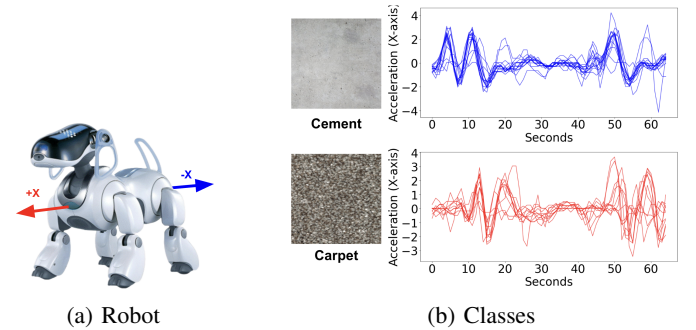 +X
-X
(a) Robot
Cement
Acceleration (X-axis)
4
2
0
−2
−4
0 10 20 30 40 50 60
Seconds
Carpet
Acceleration (X-axis)
4
3
2
1
0
−1
−2
−3
0 10 20 30 40 50 60
Seconds
(b) Classes